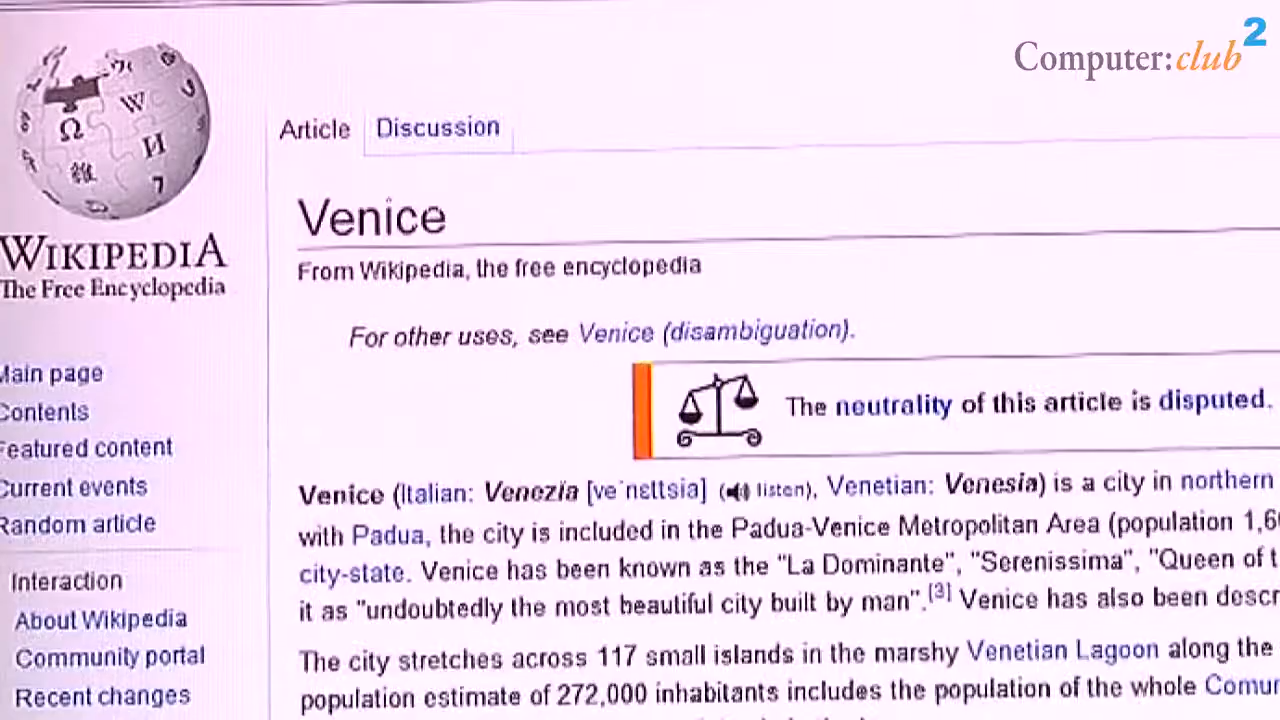 Computer:club2
Article Discussion
Venice
WIKIPEDIA
The Free Encyclopedia
From Wikipedia, the free encyclopedia
For other uses, see Venice (disambiguation).
The neutrality of this article is disputed.
Main page
Contents
Featured content
Current events
Random article
Interaction
About Wikipedia
Community portal
Recent changes
Venice (Italian: Venezia [veˈnɛttsia] (listen), Venetian: Venesia) is a city in northern
with Padua, the city is included in the Padua-Venice Metropolitan Area (population 1,6
city-state. Venice has been known as the "La Dominante", "Serenissima", "Queen of t
it as "undoubtedly the most beautiful city built by man".[3] Venice has also been descr
The city stretches across 117 small islands in the marshy Venetian Lagoon along the
population estimate of 272,000 inhabitants includes the population of the whole Comun